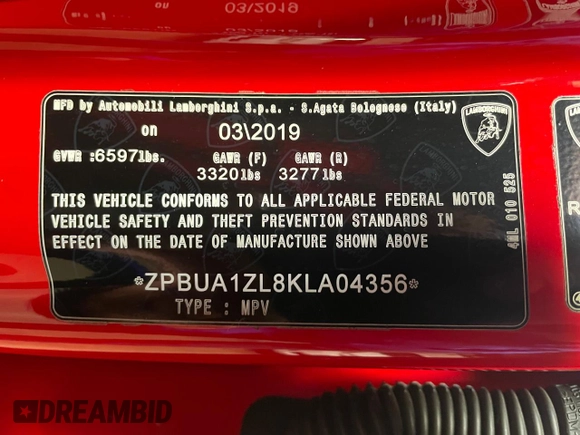 MFD by Automobili Lamborghini S.p.a. - S.Agata Bolognese (Italy)
on 03\2019
GVWR :6597lbs. GAWR (F) GAWR (R)
3320lbs 3277lbs
THIS VEHICLE CONFORMS TO ALL APPLICABLE FEDERAL MOTOR
VEHICLE SAFETY AND THEFT PREVENTION STANDARDS IN
EFFECT ON THE DATE OF MANUFACTURE SHOWN ABOVE
*ZPBUA1ZL8KLA04356*
TYPE : MPV
LAMBORGHINI
4ML 010 525
R
DREAMBID